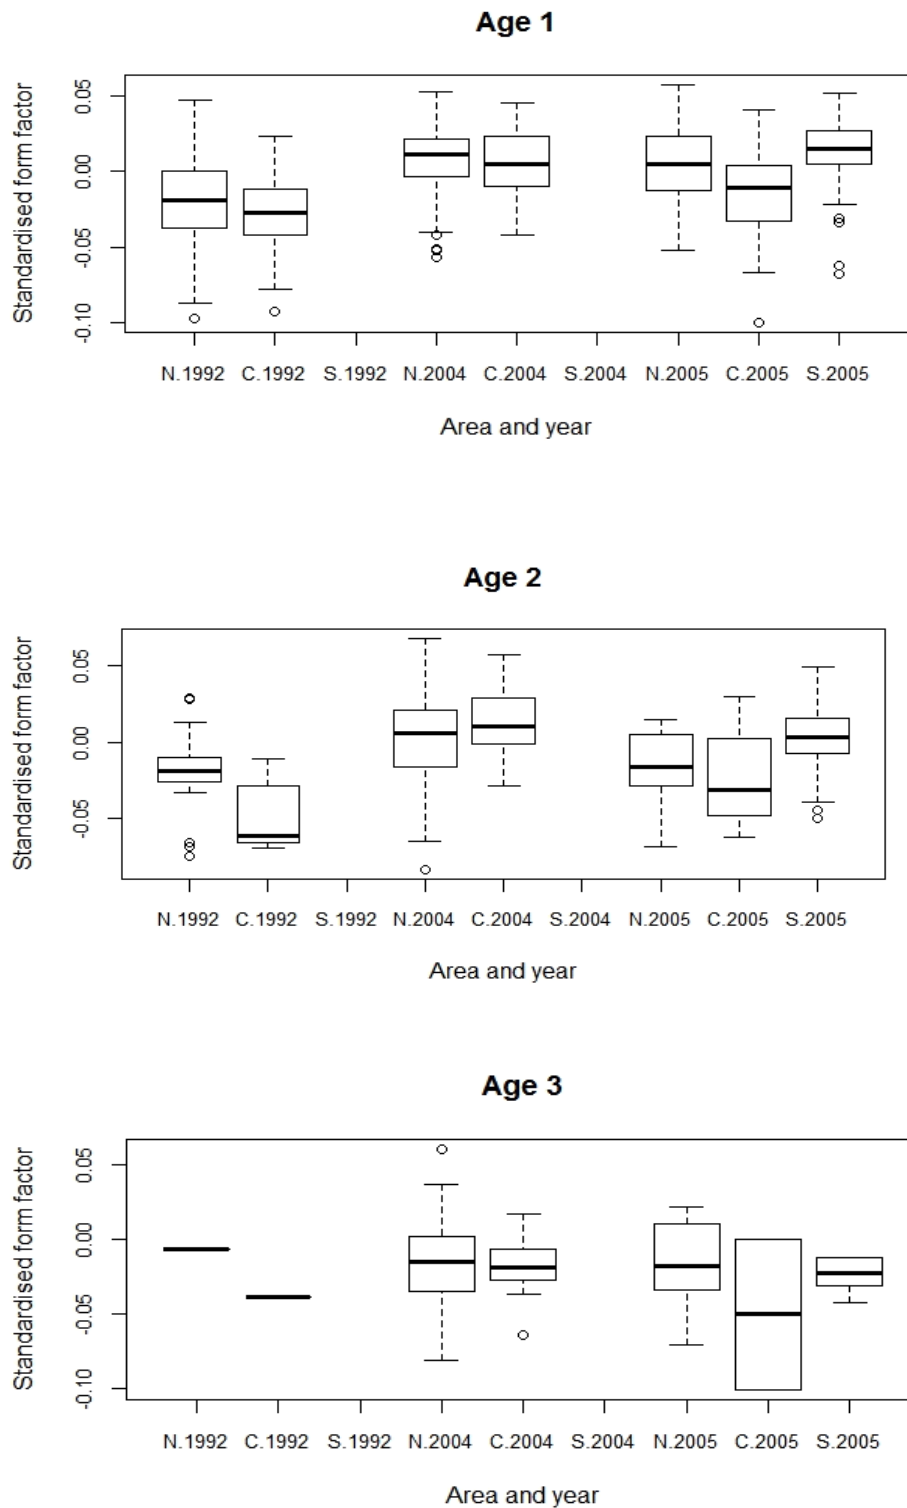 Age 1
Standardised form factor
0.05
0.00
-0.05
-0.10
N.1992 C.1992 S.1992 N.2004 C.2004 S.2004 N.2005 C.2005 S.2005
Area and year
Age 2
Standardised form factor
0.05
0.00
-0.05
N.1992 C.1992 S.1992 N.2004 C.2004 S.2004 N.2005 C.2005 S.2005
Area and year
Age 3
Standardised form factor
0.05
0.00
-0.05
-0.10
N.1992 C.1992 S.1992 N.2004 C.2004 S.2004 N.2005 C.2005 S.2005
Area and year